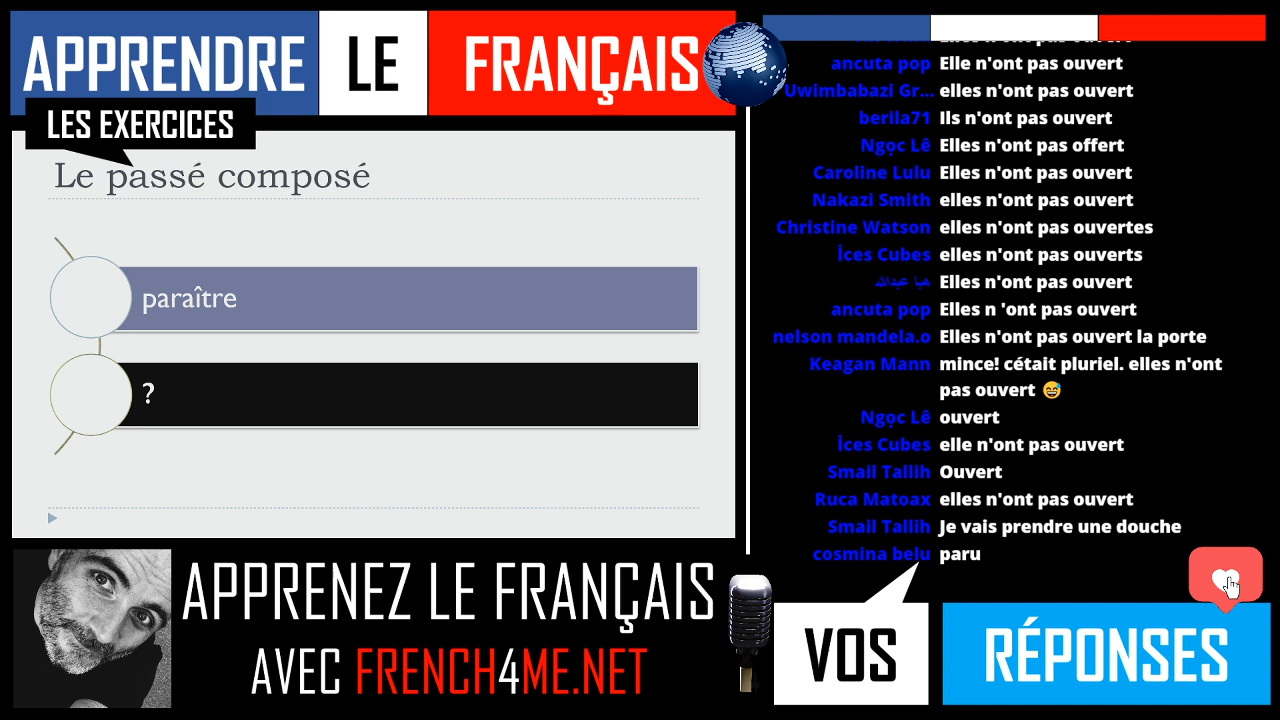 APPRENDRE LE FRANÇAIS
LES EXERCICES
Le passé composé
paraître
?
APPRENEZ LE FRANÇAIS
AVEC FRENCH4ME.NET
ancuta pop Elle n'ont pas ouvert
Uwimbabazi Gr... elles n'ont pas ouvert
berila71 Ils n'ont pas ouvert
Ngọc Lê Elles n'ont pas offert
Caroline Lulu Elles n'ont pas ouvert
Nakazi Smith elles n'ont pas ouvert
Christine Watson elles n'ont pas ouvertes
İces Cubes elles n'ont pas ouverts
هبا عبدالله Elles n'ont pas ouvert
ancuta pop Elles n 'ont pas ouvert
nelson mandela.o Elles n'ont pas ouvert la porte
Keagan Mann mince! cétait pluriel. elles n'ont
pas ouvert 😅
Ngọc Lê ouvert
İces Cubes elle n'ont pas ouvert
Smail Tallih Ouvert
Ruca Matoax elles n'ont pas ouvert
Smail Tallih Je vais prendre une douche
cosmina belu paru
VOS RÉPONSES